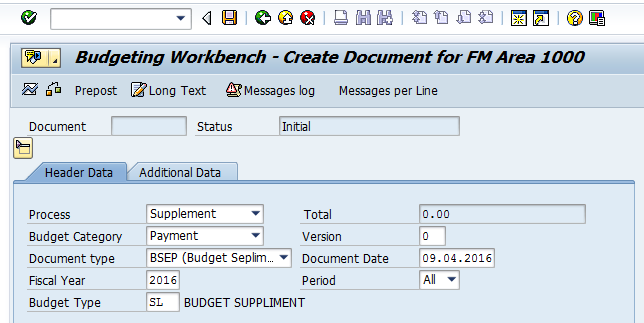 Budgeting Workbench - Create Document for FM Area 1000
Prepost Long Text Messages log Messages per Line
Document Status Initial
Header Data Additional Data
Process Supplement Total 0.00
Budget Category Payment Version 0
Document type BSEP (Budget Seplim... Document Date 09.04.2016
Fiscal Year 2016 Period All
Budget Type SL BUDGET SUPPLIMENT